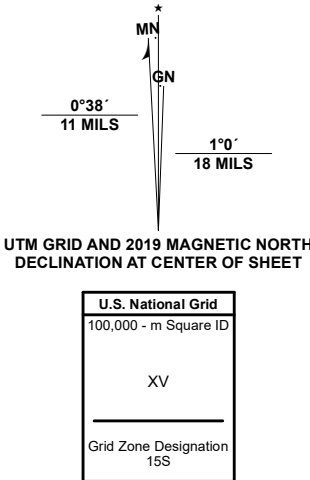 MN
GN
0°38´
11 MILS
1°0´
18 MILS
UTM GRID AND 2019 MAGNETIC NORTH
DECLINATION AT CENTER OF SHEET
U.S. National Grid
100,000 - m Square ID
XV
Grid Zone Designation
15S